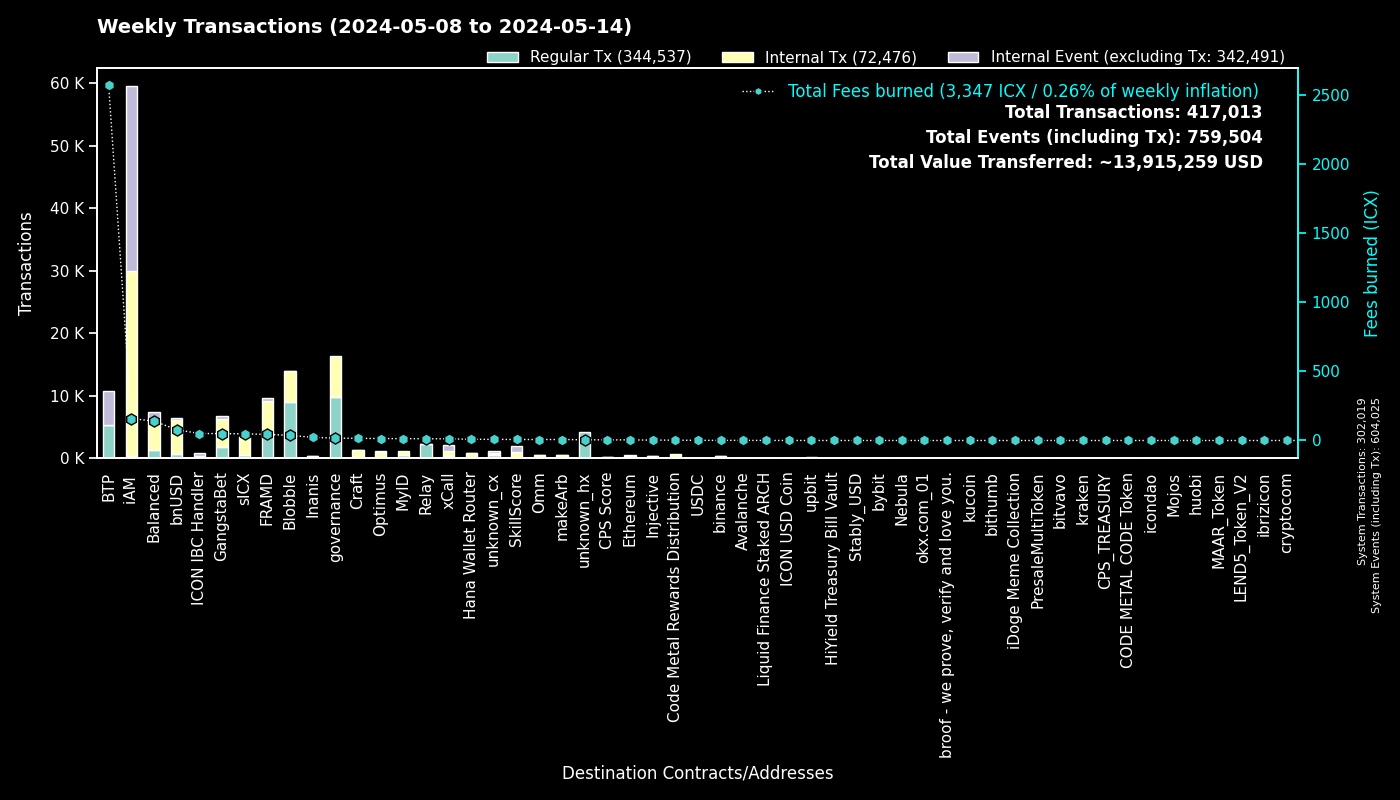 Weekly Transactions (2024-05-08 to 2024-05-14)
Regular Tx (344,537)
Internal Tx (72,476)
Internal Event (excluding Tx: 342,491)
Total Fees burned (3,347 ICX / 0.26% of weekly inflation)
Total Transactions: 417,013
Total Events (including Tx): 759,504
Total Value Transferred: ~13,915,259 USD
Transactions
60 K
50 K
40 K
30 K
20 K
10 K
0 K
2500
2000
1500
1000
500
0
Fees burned (ICX)
System Transactions: 302,019
System Events (including Tx): 604,025
BTP
iAM
Balanced
bnUSD
ICON IBC Handler
GangstaBet
sICX
FRAMD
Blobble
Inanis
governance
Craft
Optimus
MyID
Relay
xCall
Hana Wallet Router
unknown_cx
SkillScore
Omm
makeArb
unknown_hx
CPS Score
Ethereum
Injective
Code Metal Rewards Distribution
USDC
binance
Avalanche
Liquid Finance Staked ARCH
ICON USD Coin
upbit
HiYield Treasury Bill Vault
Stably_USD
bybit
Nebula
okx.com_01
broof - we prove, verify and love you.
kucoin
bithumb
iDoge Meme Collection
PresaleMultiToken
bitvavo
kraken
CPS_TREASURY
CODE METAL CODE Token
icondao
Mojos
huobi
MAAR_Token
LEND5_Token_V2
ibrizicon
cryptocom
Destination Contracts/Addresses